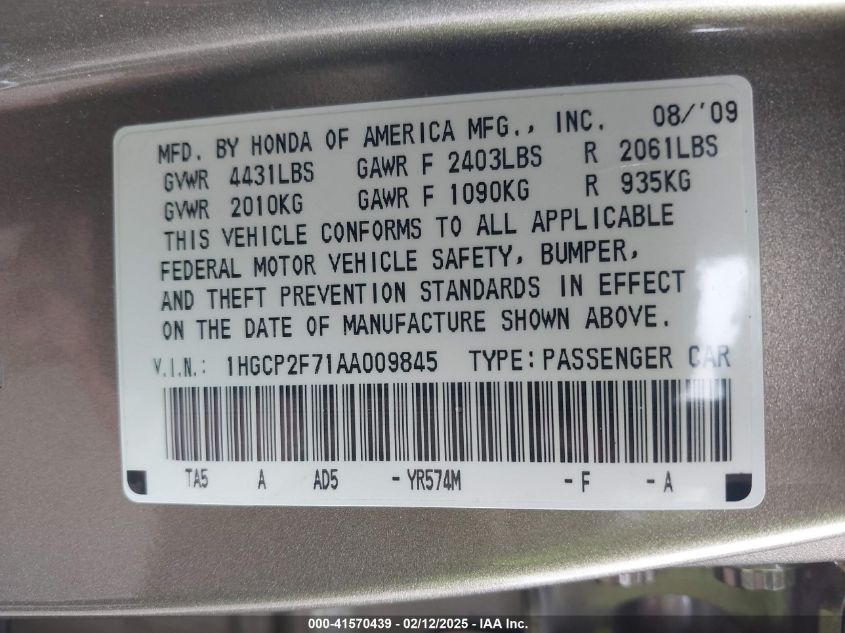 MFD. BY HONDA OF AMERICA MFG., INC. 08/'09
GVWR 4431LBS GAWR F 2403LBS R 2061LBS
GVWR 2010KG GAWR F 1090KG R 935KG
THIS VEHICLE CONFORMS TO ALL APPLICABLE
FEDERAL MOTOR VEHICLE SAFETY, BUMPER,
AND THEFT PREVENTION STANDARDS IN EFFECT
ON THE DATE OF MANUFACTURE SHOWN ABOVE.
V.I.N.: 1HGCP2F71AA009845 TYPE:PASSENGER CAR
TA5 A AD5 -YR574M -F -A
000-41570439 - 02/12/2025 - IAA Inc.